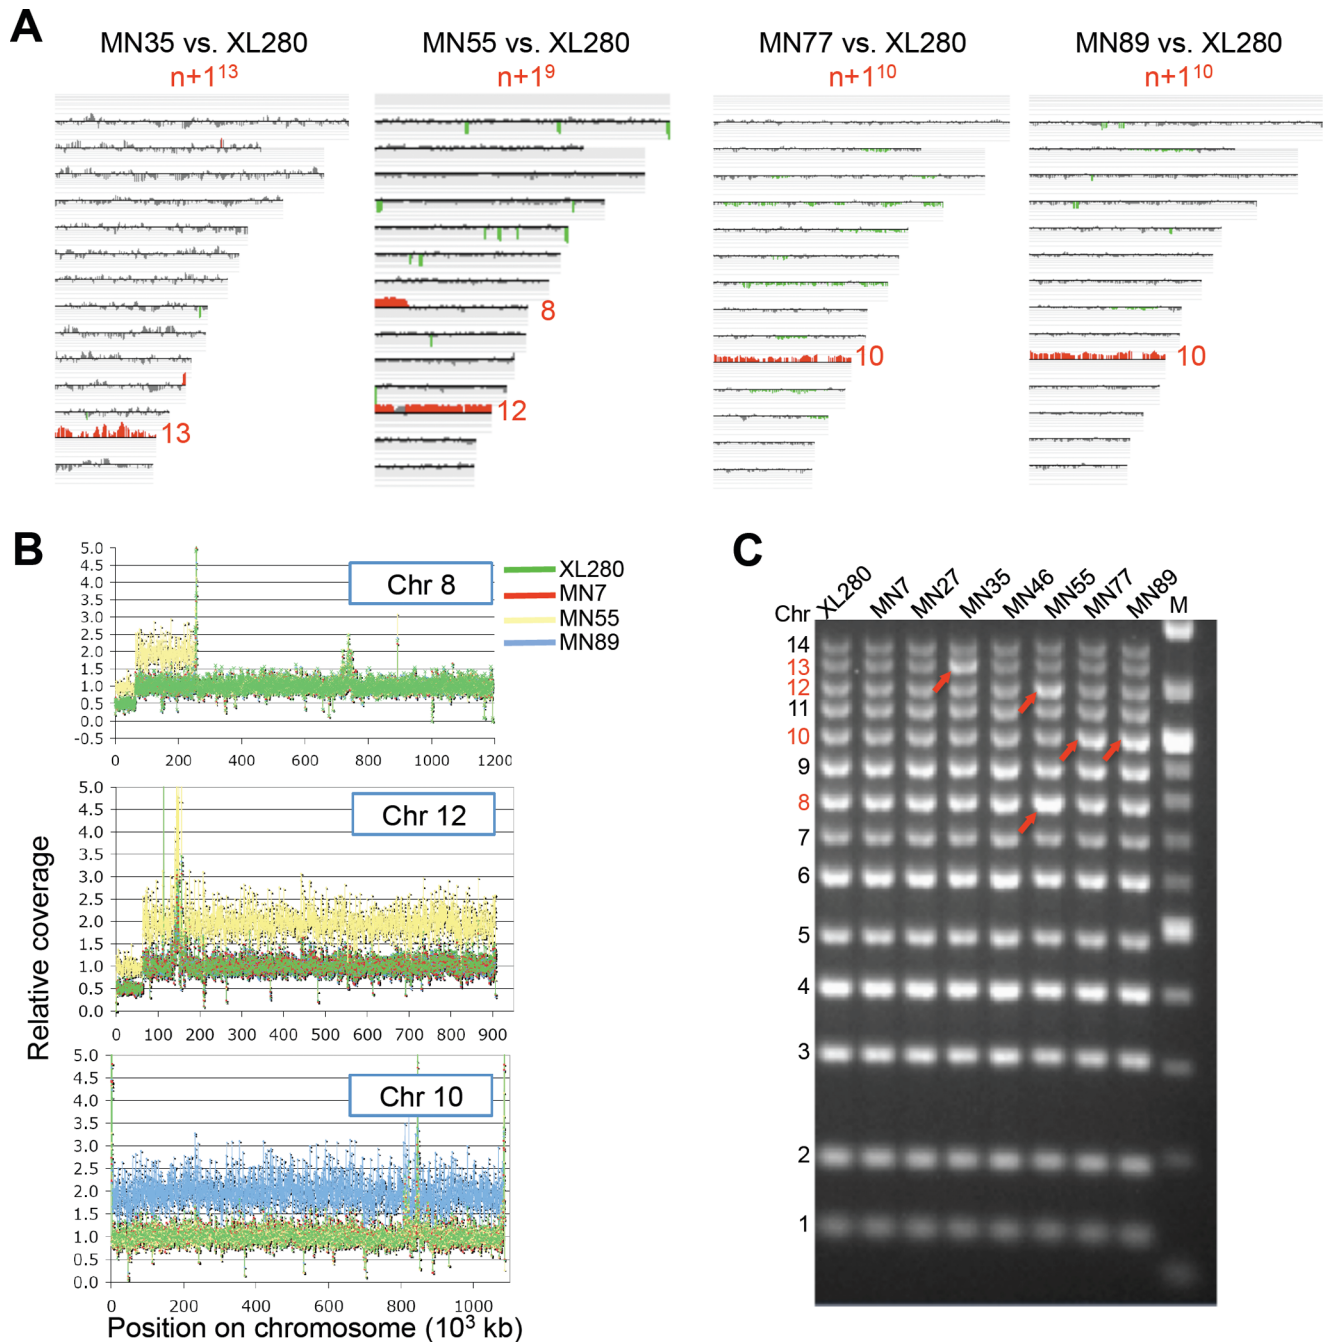 A
MN35 vs. XL280
n+1¹³
MN55 vs. XL280
n+1⁹
MN77 vs. XL280
n+1¹⁰
MN89 vs. XL280
n+1¹⁰
13
8
12
10
10
B
Relative coverage
5.0
4.5
4.0
3.5
3.0
2.5
2.0
1.5
1.0
0.5
0.0
-0.5
Chr 8
0 200 400 600 800 1000 1200
XL280
MN7
MN55
MN89
5.0
4.5
4.0
3.5
3.0
2.5
2.0
1.5
1.0
0.5
0.0
Chr 12
0 100 200 300 400 500 600 700 800 900
5.0
4.5
4.0
3.5
3.0
2.5
2.0
1.5
1.0
0.5
0.0
Chr 10
0 200 400 600 800 1000
Position on chromosome (10³ kb)
C
Chr XL280 MN7 MN27 MN35 MN46 MN55 MN77 MN89 M
14
13
12
11
10
9
8
7
6
5
4
3
2
1